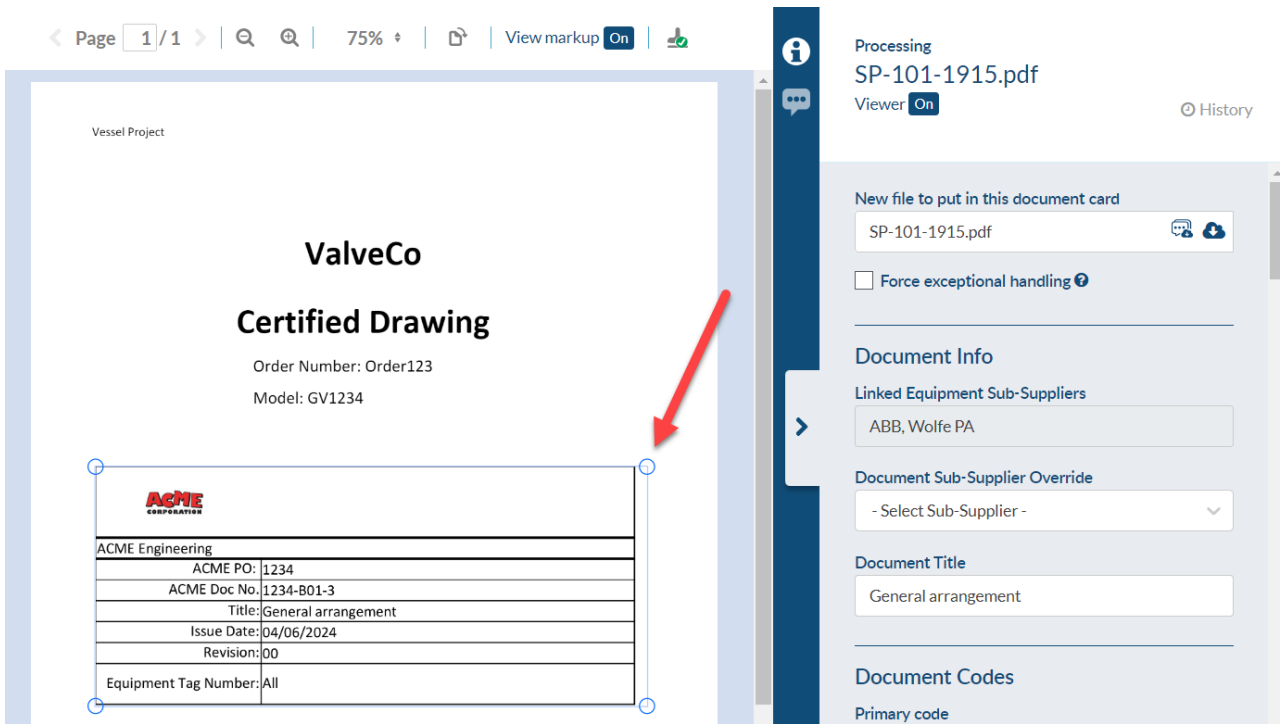 Page 1 / 1 75% View markup On
Vessel Project
ValveCo
Certified Drawing
Order Number: Order123
Model: GV1234
ACME
CORPORATION
ACME Engineering
ACME PO: 1234
ACME Doc No. 1234-B01-3
Title: General arrangement
Issue Date: 04/06/2024
Revision: 00
Equipment Tag Number: All
Processing
SP-101-1915.pdf
Viewer On
History
New file to put in this document card
SP-101-1915.pdf
Force exceptional handling ?
Document Info
Linked Equipment Sub-Suppliers
ABB, Wolfe PA
Document Sub-Supplier Override
- Select Sub-Supplier -
Document Title
General arrangement
Document Codes
Primary code